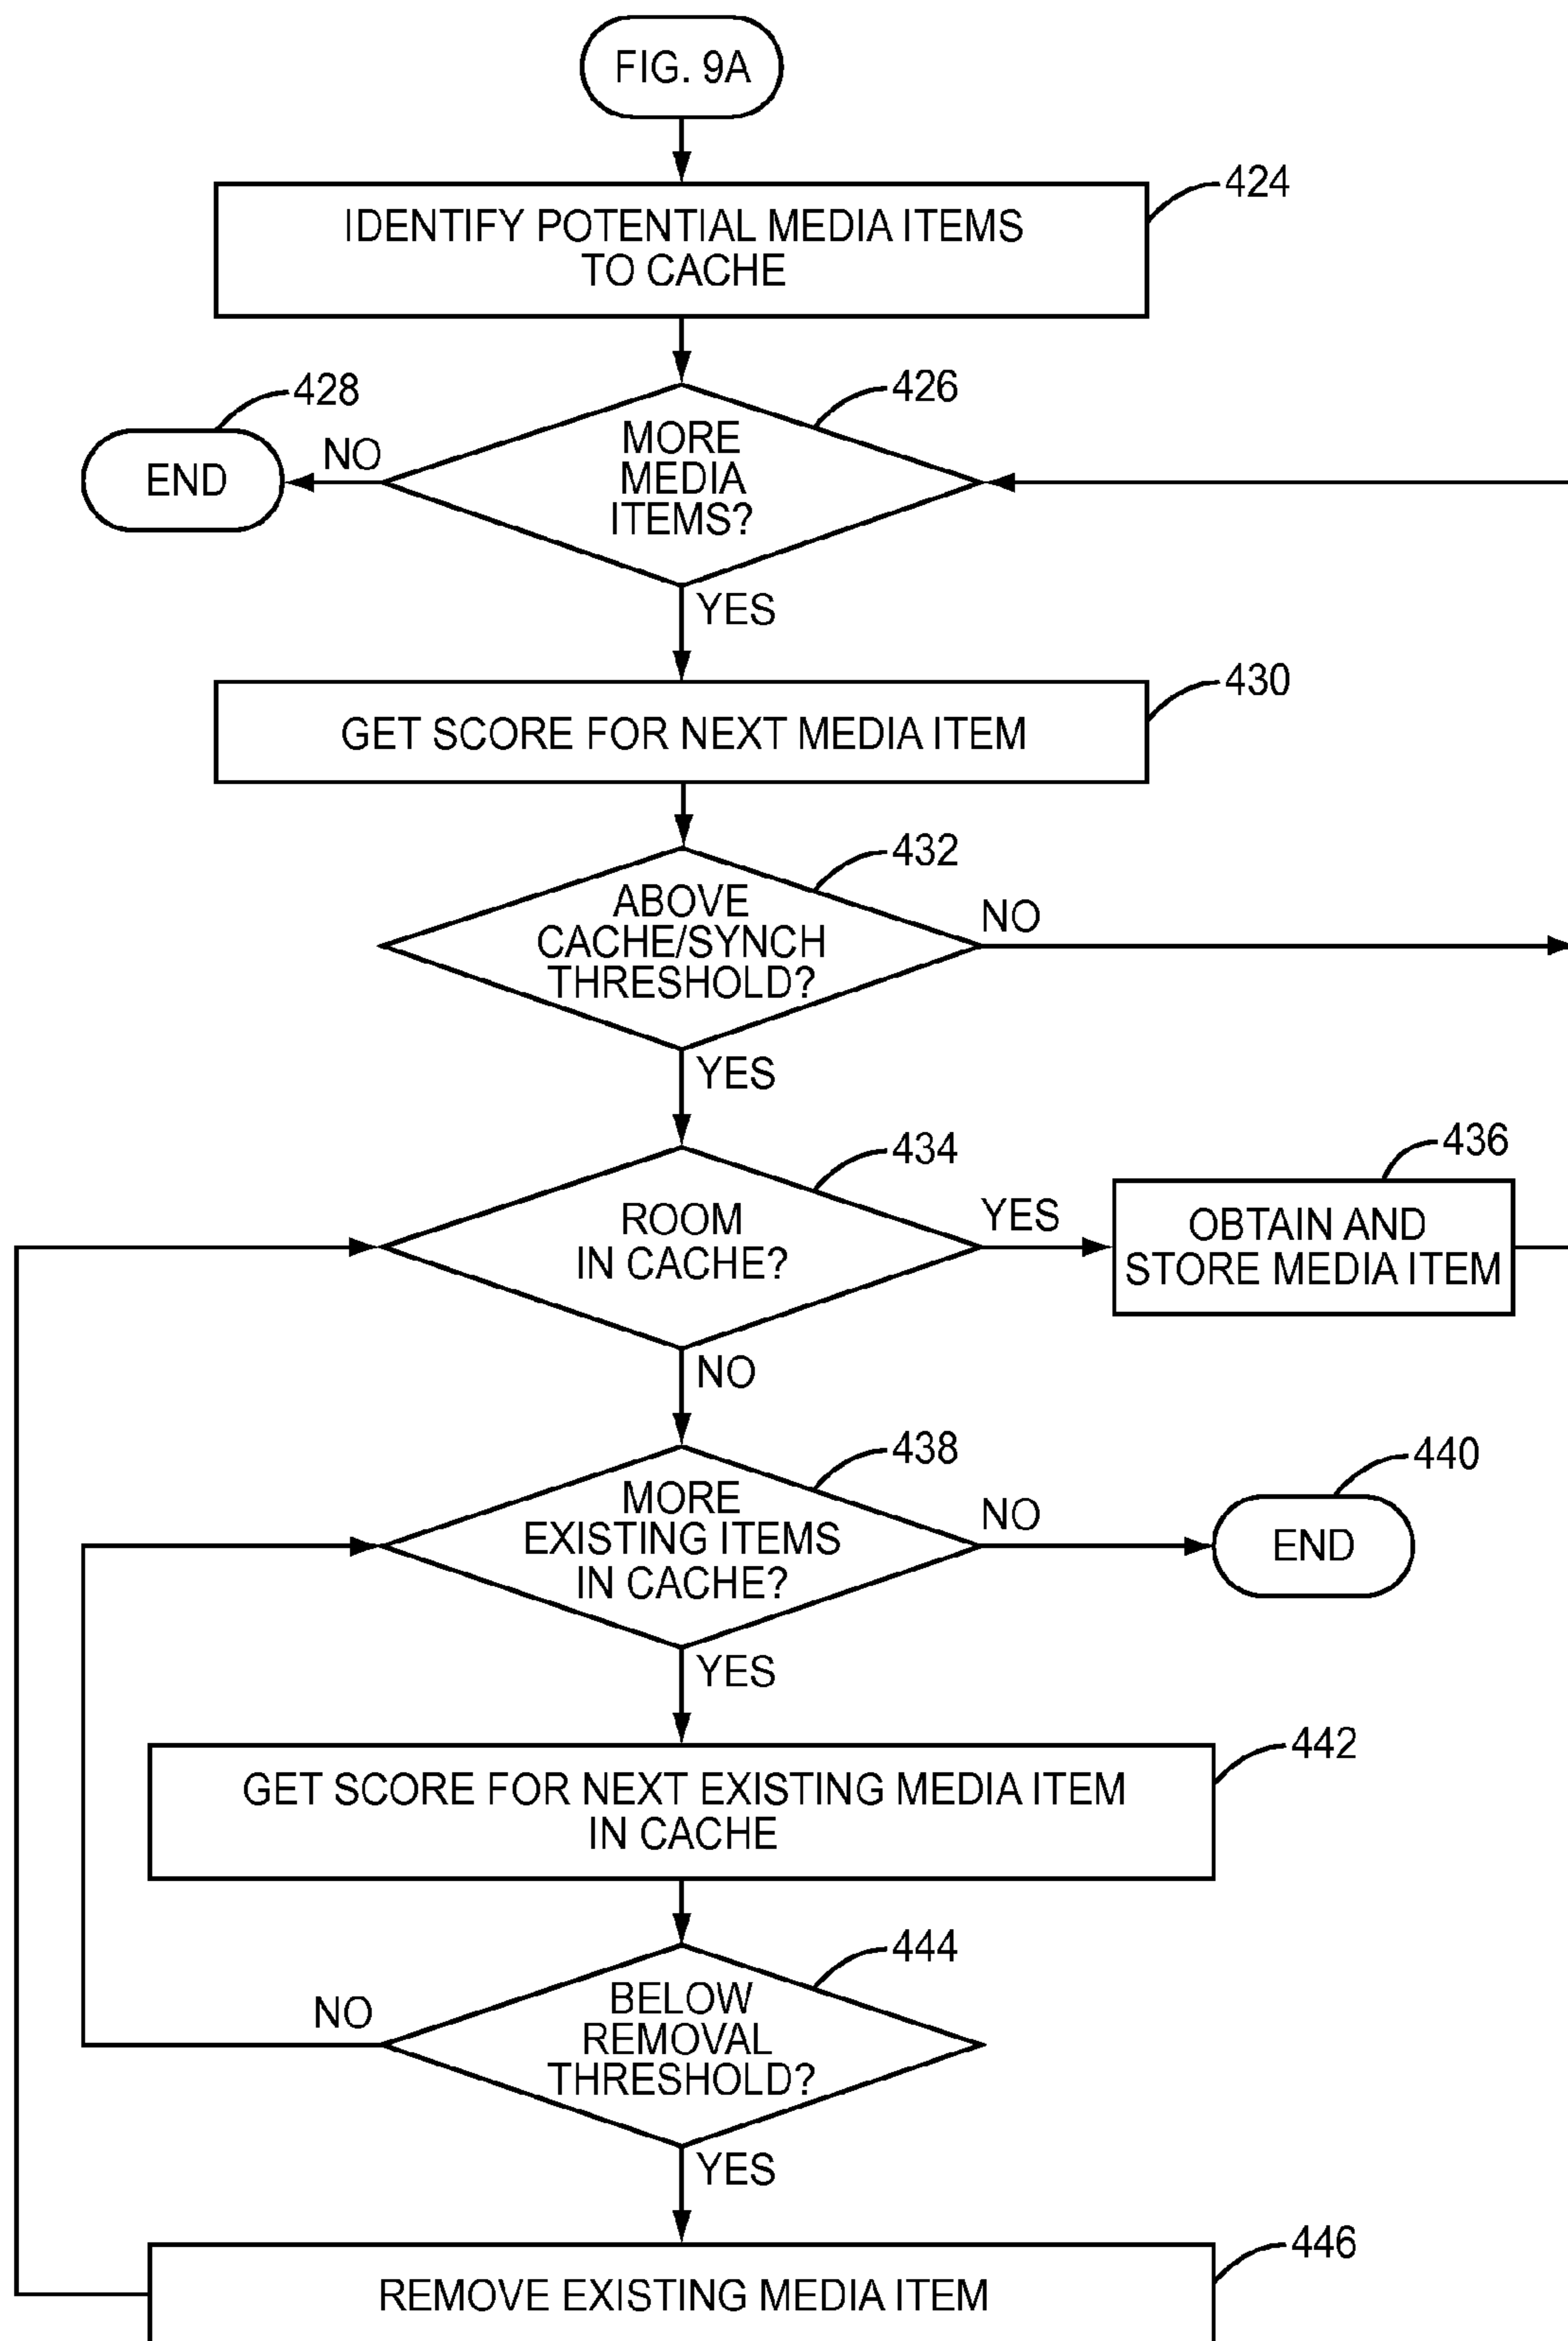 FIG. 9A
424
IDENTIFY POTENTIAL MEDIA ITEMS
TO CACHE
428
426
END
NO
MORE
MEDIA
ITEMS?
YES
430
GET SCORE FOR NEXT MEDIA ITEM
432
ABOVE
CACHE/SYNCH
THRESHOLD?
NO
YES
434
436
ROOM
IN CACHE?
YES
OBTAIN AND
STORE MEDIA ITEM
NO
438
440
MORE
EXISTING ITEMS
IN CACHE?
NO
END
YES
442
GET SCORE FOR NEXT EXISTING MEDIA ITEM
IN CACHE
444
NO
BELOW
REMOVAL
THRESHOLD?
YES
446
REMOVE EXISTING MEDIA ITEM